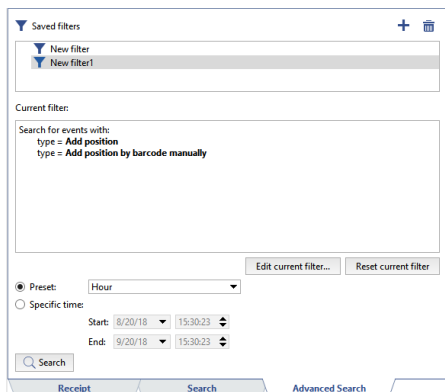 Saved filters
New filter
New filter1
Current filter:
Search for events with:
type = Add position
type = Add position by barcode manually
Edit current filter... Reset current filter
Preset: Hour
Specific time:
Start: 8/20/18 15:30:23
End: 9/20/18 15:30:23
Search
Receipt Search Advanced Search